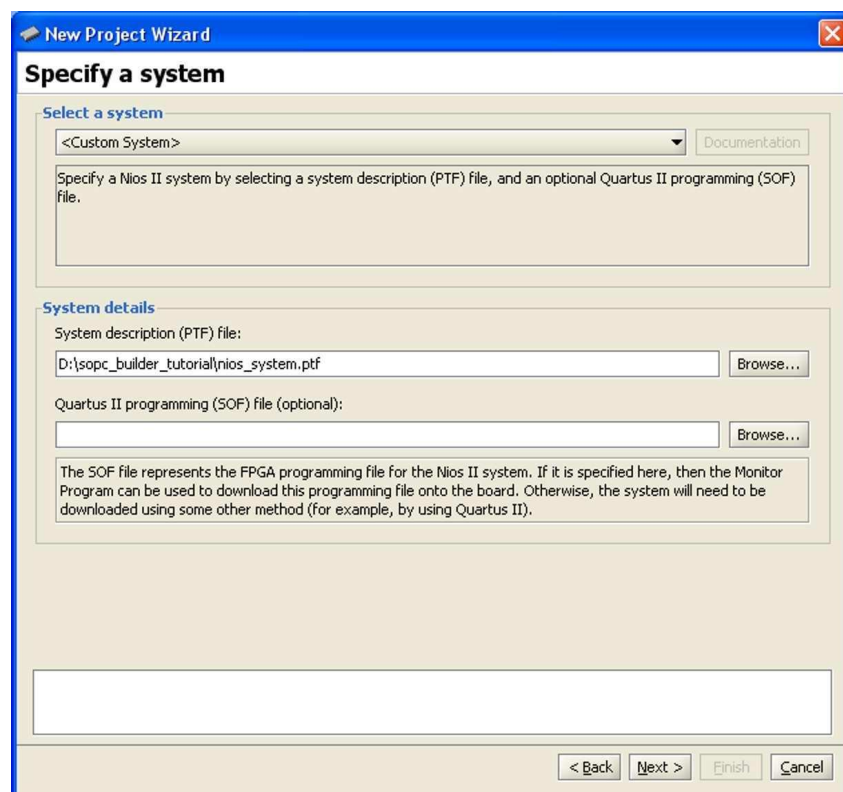 New Project Wizard
Specify a system
Select a system
<Custom System>
Documentation
Specify a Nios II system by selecting a system description (PTF) file, and an optional Quartus II programming (SOF)
file.
System details
System description (PTF) file:
D:\sopc_builder_tutorial\nios_system.ptf
Browse...
Quartus II programming (SOF) file (optional):
Browse...
The SOF file represents the FPGA programming file for the Nios II system. If it is specified here, then the Monitor
Program can be used to download this programming file onto the board. Otherwise, the system will need to be
downloaded using some other method (for example, by using Quartus II).
< Back
Next >
Finish
Cancel